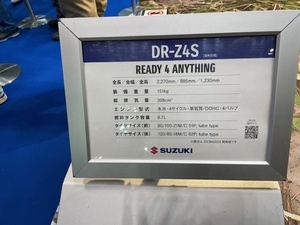 DR-Z4S
READY 4 ANYTHING
全長／全幅／全高 2,270mm／885mm／1,230mm
装備重量 151kg
総排気量 398cm³
エンジン型式 水冷・4サイクル・単気筒／DOHC・4バルブ
燃料タンク容量 8.7L
タイヤサイズ（前） 80/100-21M/C 51P, tube type
タイヤサイズ（後） 120/80-18M/C 62P, tube type
SUZUKI